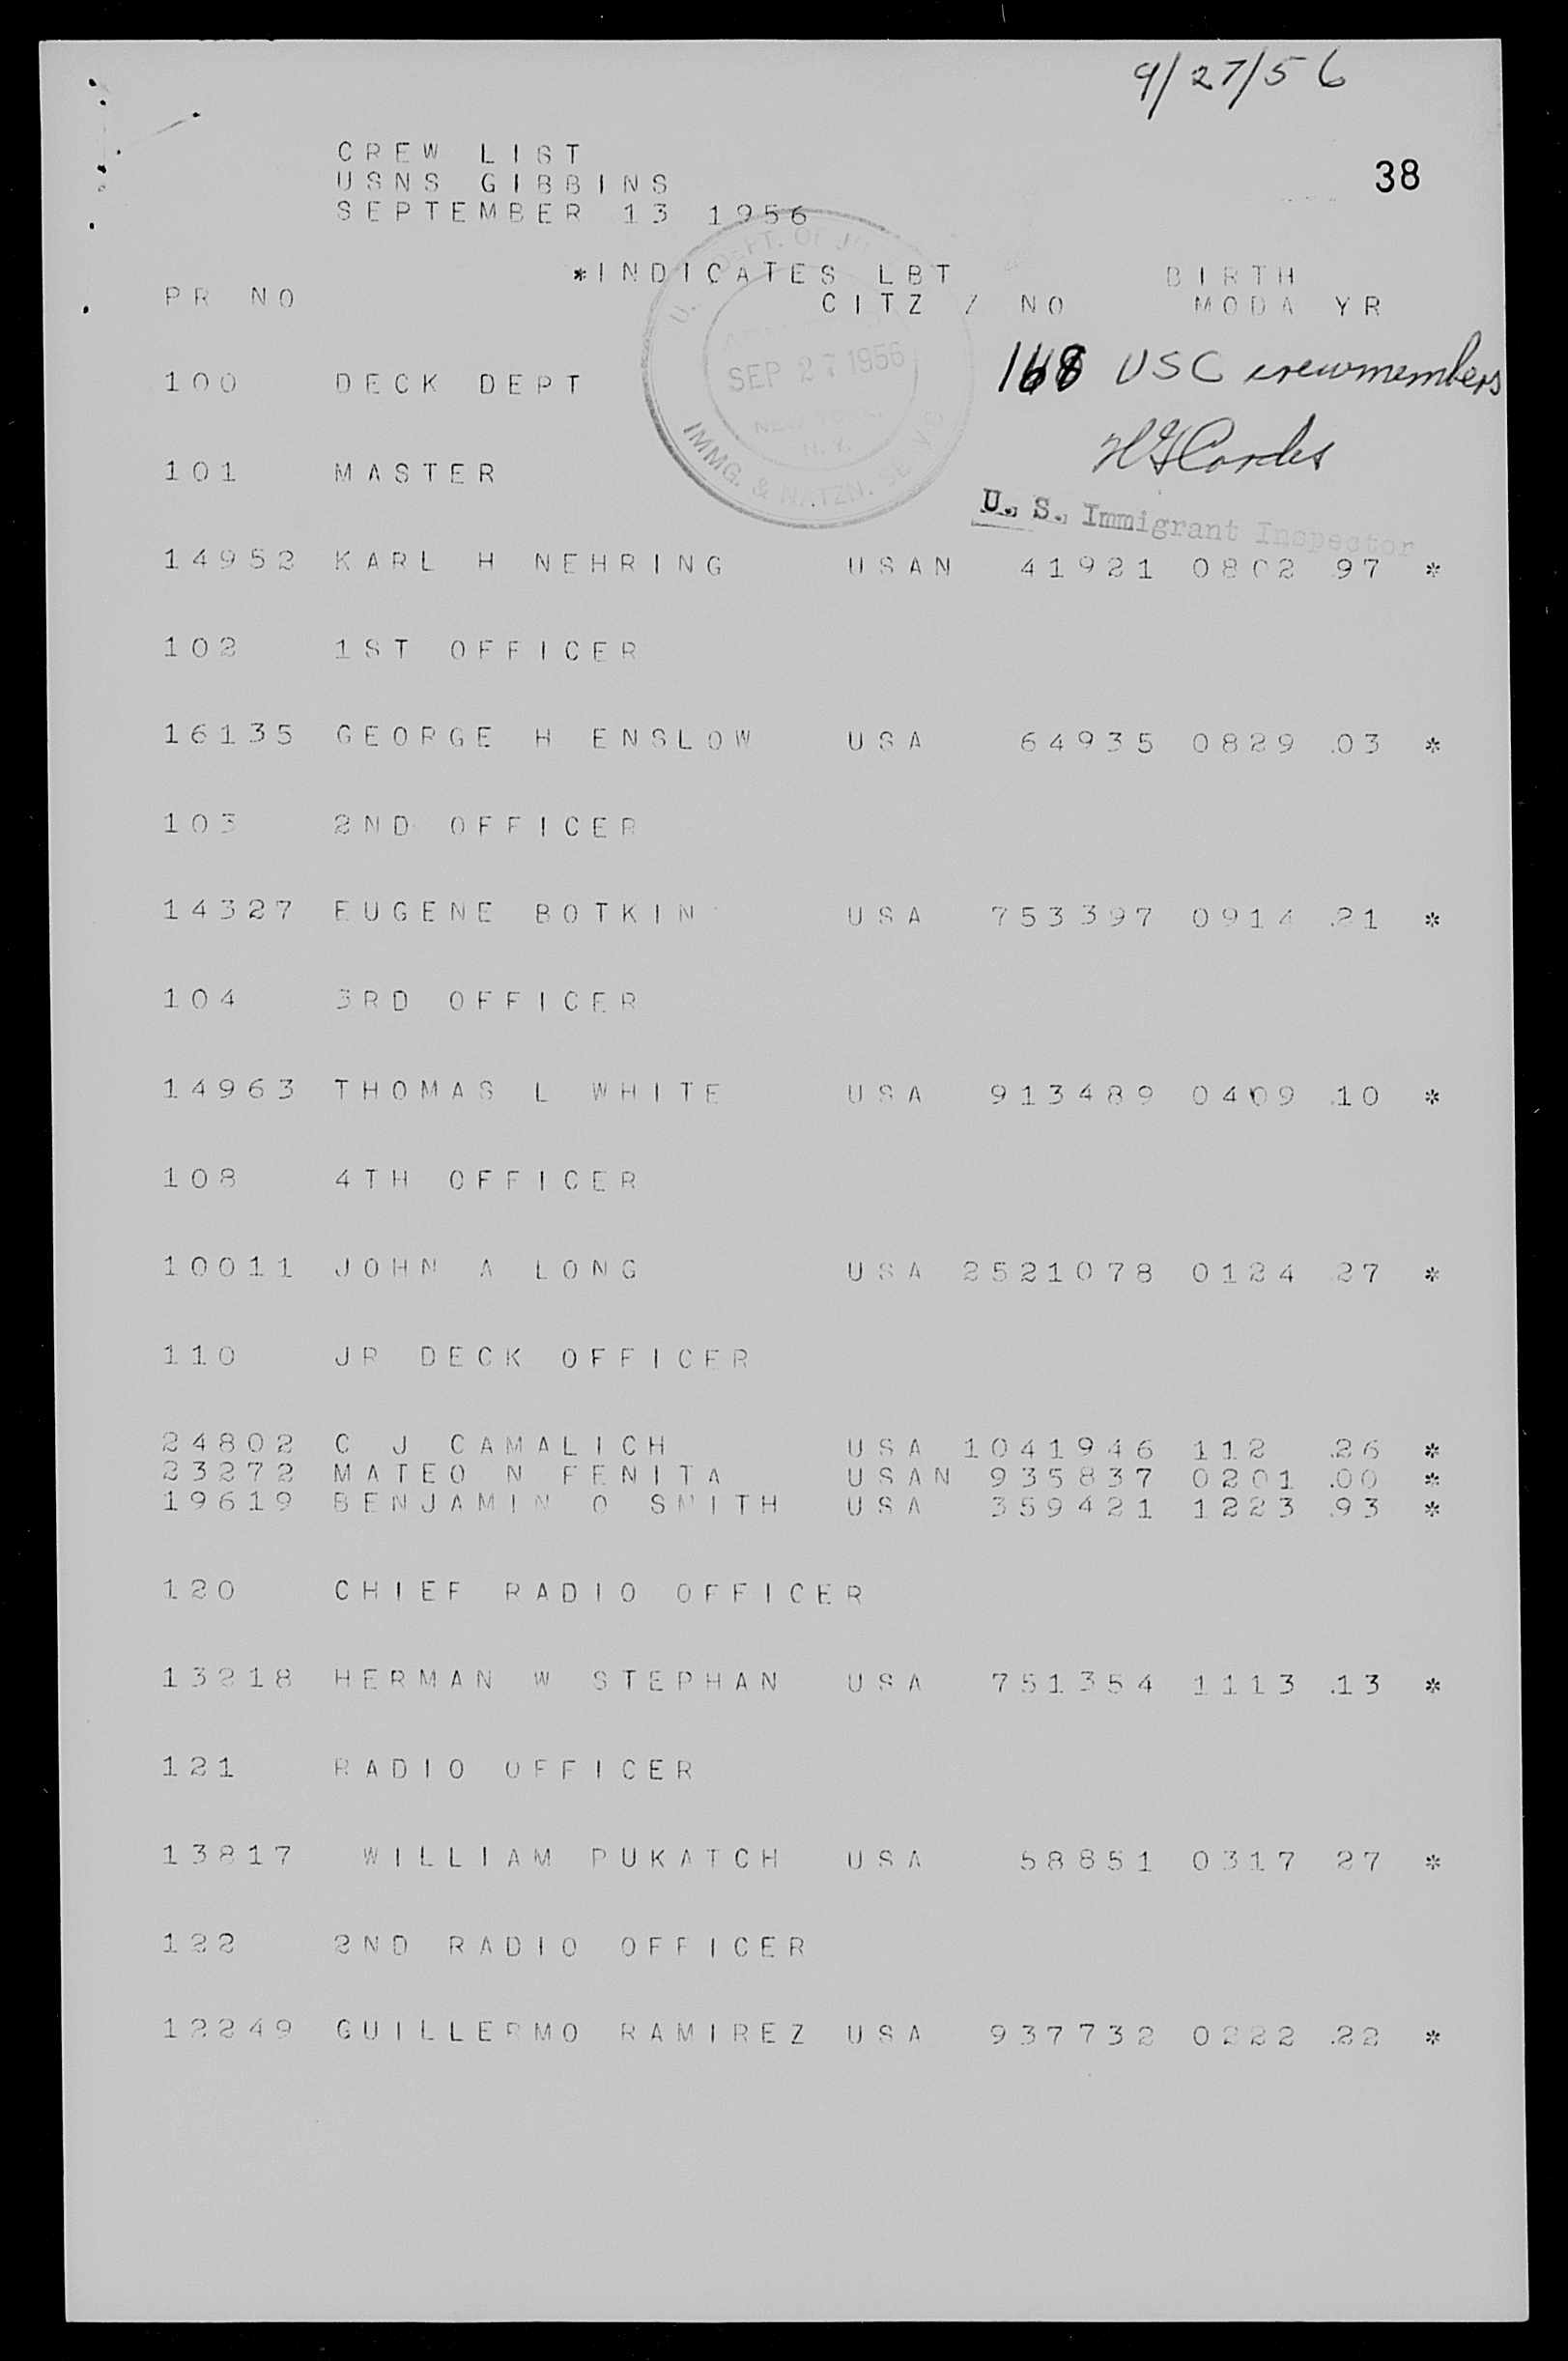 9/27/56
38
CREW LIST
USNS GIBBINS
SEPTEMBER 13 1956
*INDICATES LBT BIRTH
PR NO CITZ Z NO MODA YR
SEP 27 1956
NEW YORK,
N. Y.
IMMG. & NATZN. SERV.
100 DECK DEPT
168 USC crewmembers
101 MASTER
U. S. Immigrant Inspector
14952 KARL H NEHRING USAN 41921 0802 97 *
102 1ST OFFICER
16135 GEORGE H ENSLOW USA 64935 0829 .03 *
103 2ND OFFICER
14327 EUGENE BOTKIN USA 753397 0914 .21 *
104 3RD OFFICER
14963 THOMAS L WHITE USA 913489 0409 .10 *
108 4TH OFFICER
10011 JOHN A LONG USA 2521078 0124 27 *
110 JR DECK OFFICER
24802 C J CAMALICH USA 1041946 112 .26 *
23272 MATEO N FENITA USAN 935837 0201 .00 *
19619 BENJAMIN O SMITH USA 359421 1223 .93 *
120 CHIEF RADIO OFFICER
13218 HERMAN W STEPHAN USA 751354 1113 .13 *
121 RADIO OFFICER
13817 WILLIAM PUKATCH USA 58851 0317 27 *
122 2ND RADIO OFFICER
12249 GUILLERMO RAMIREZ USA 937732 0222 .22 *